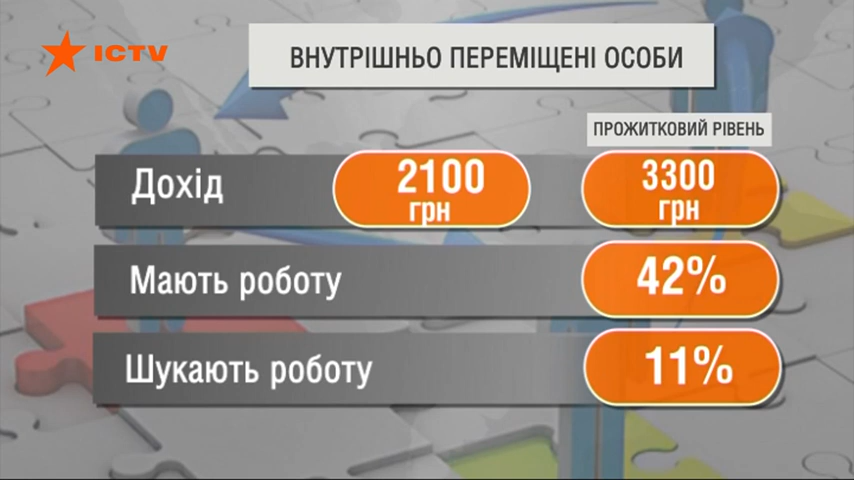 ICTV
ВНУТРІШНЬО ПЕРЕМІЩЕНІ ОСОБИ
ПРОЖИТКОВИЙ РІВЕНЬ
Дохід 2100 грн 3300 грн
Мають роботу 42%
Шукають роботу 11%